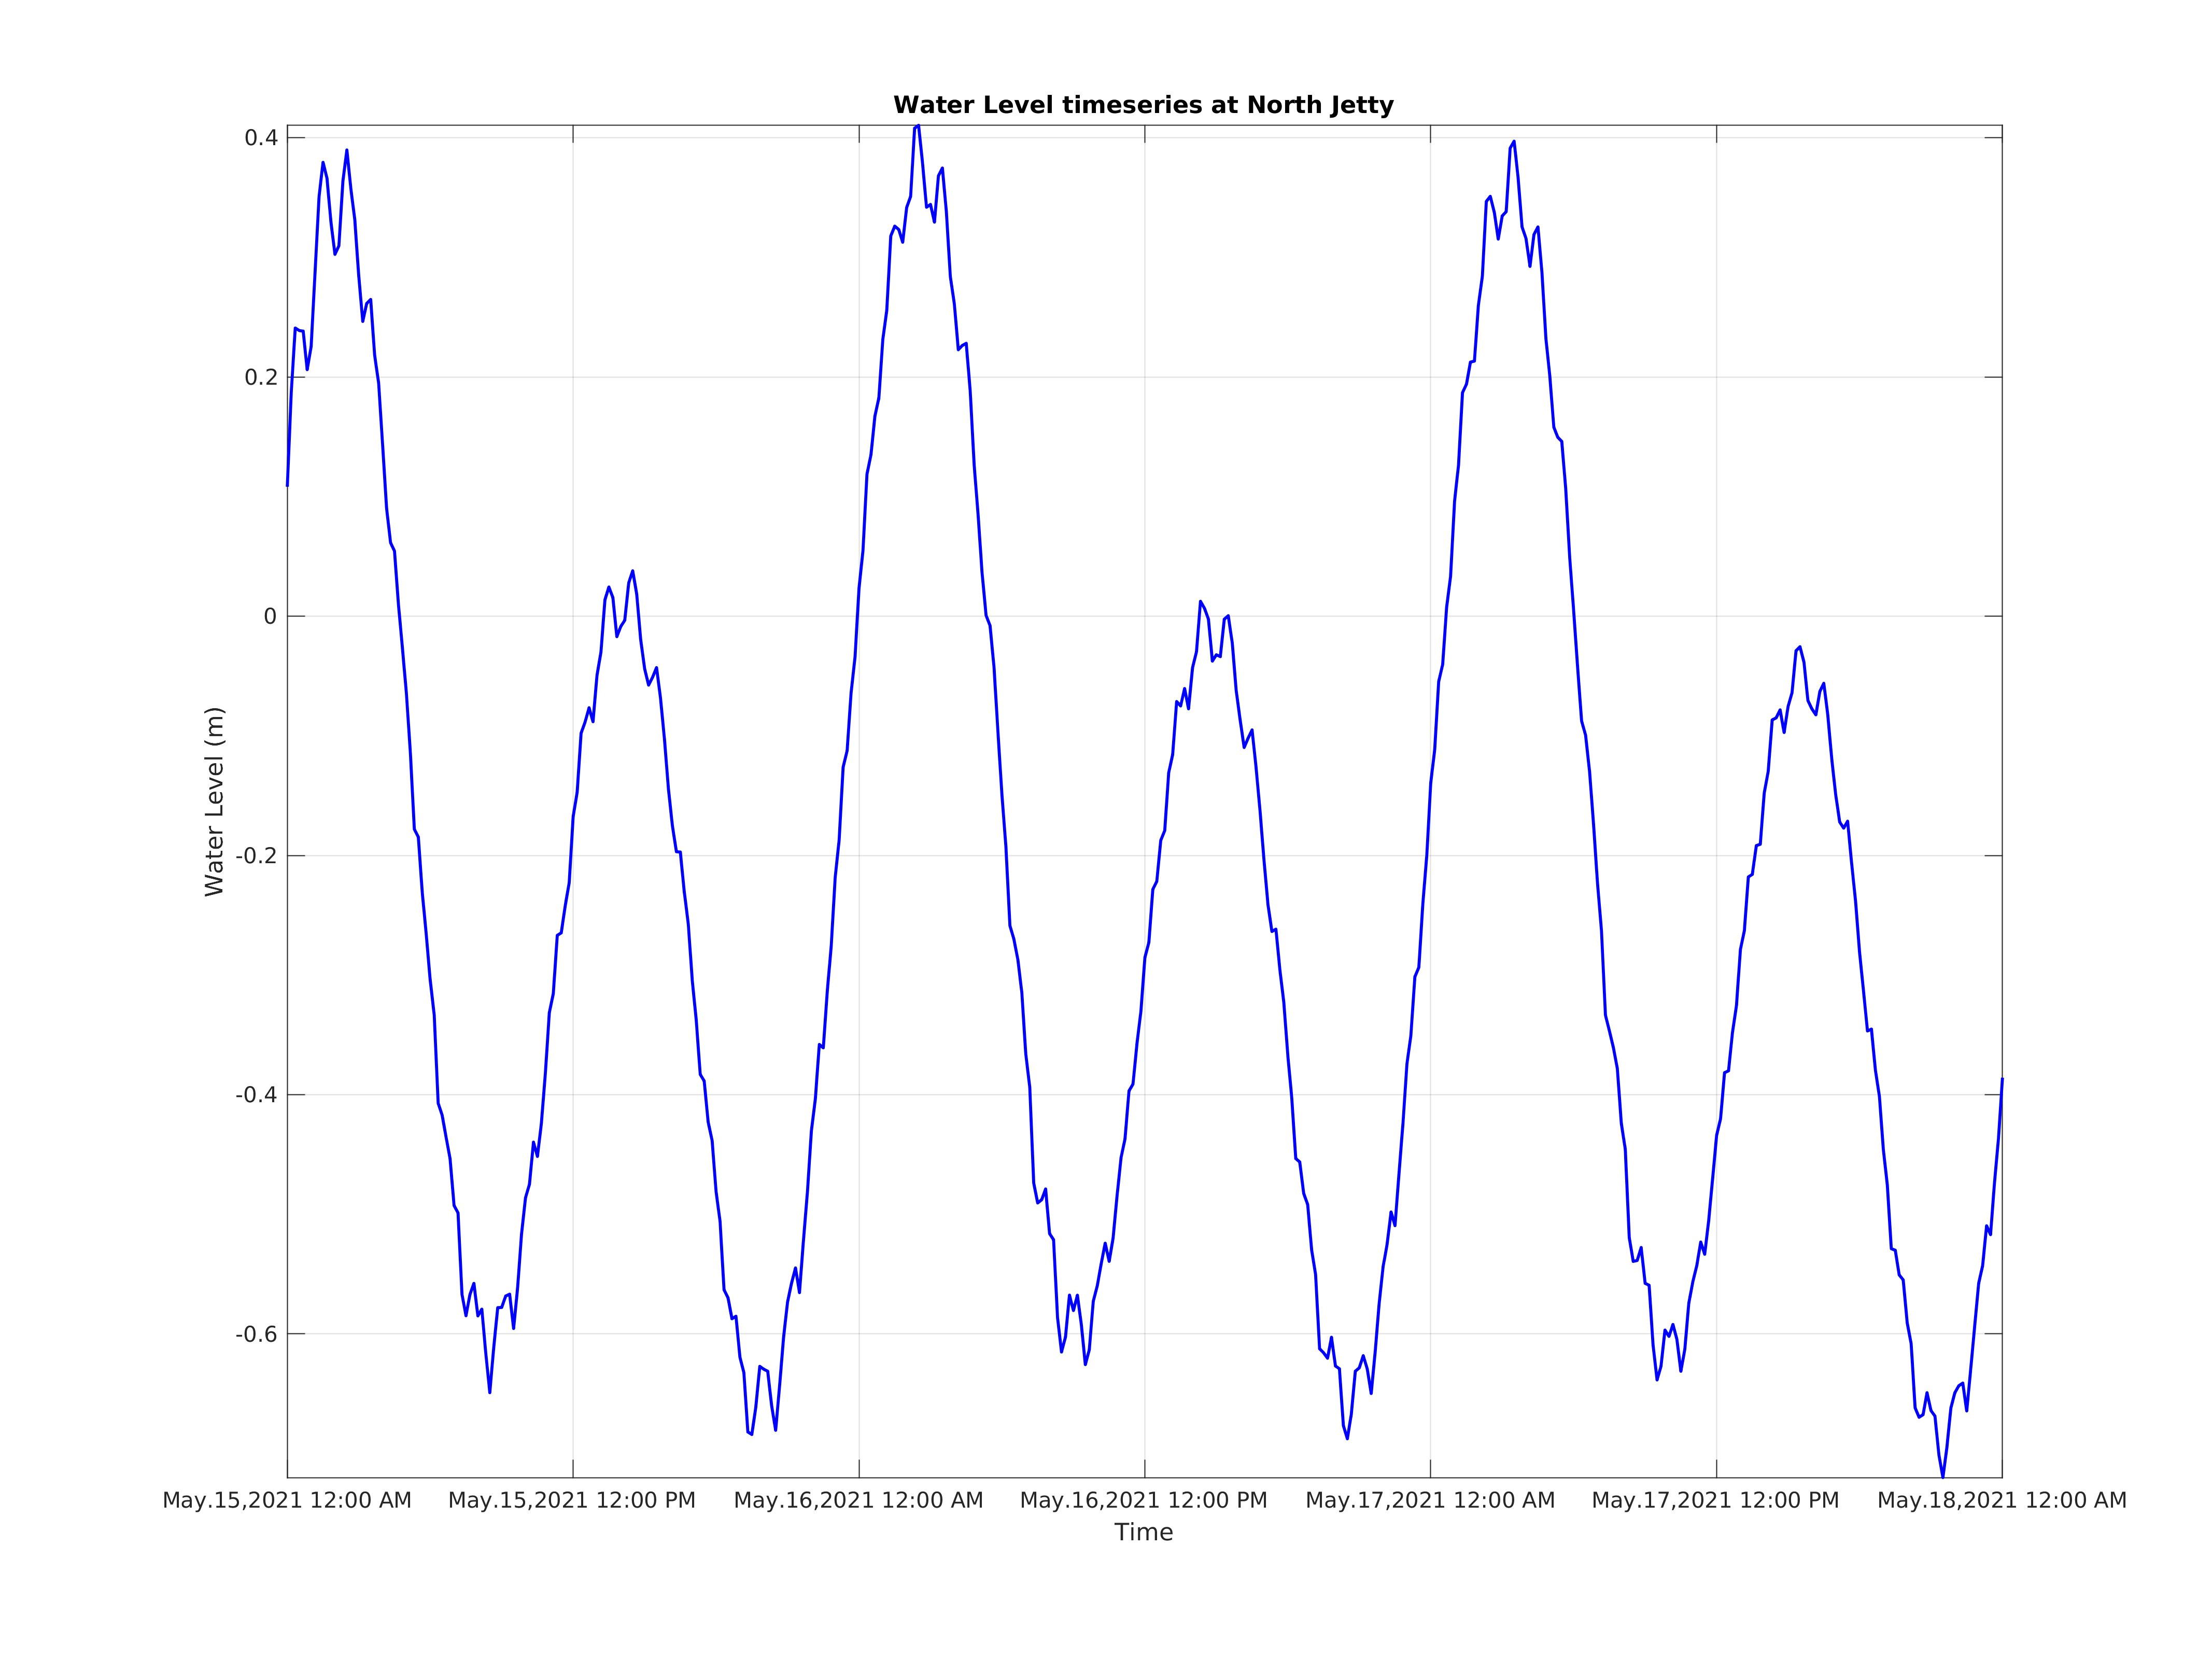 Water Level timeseries at North Jetty
0.4
0.2
0
-0.2
-0.4
-0.6
Water Level (m)
May.15,2021 12:00 AM May.15,2021 12:00 PM May.16,2021 12:00 AM May.16,2021 12:00 PM May.17,2021 12:00 AM May.17,2021 12:00 PM May.18,2021 12:00 AM
Time